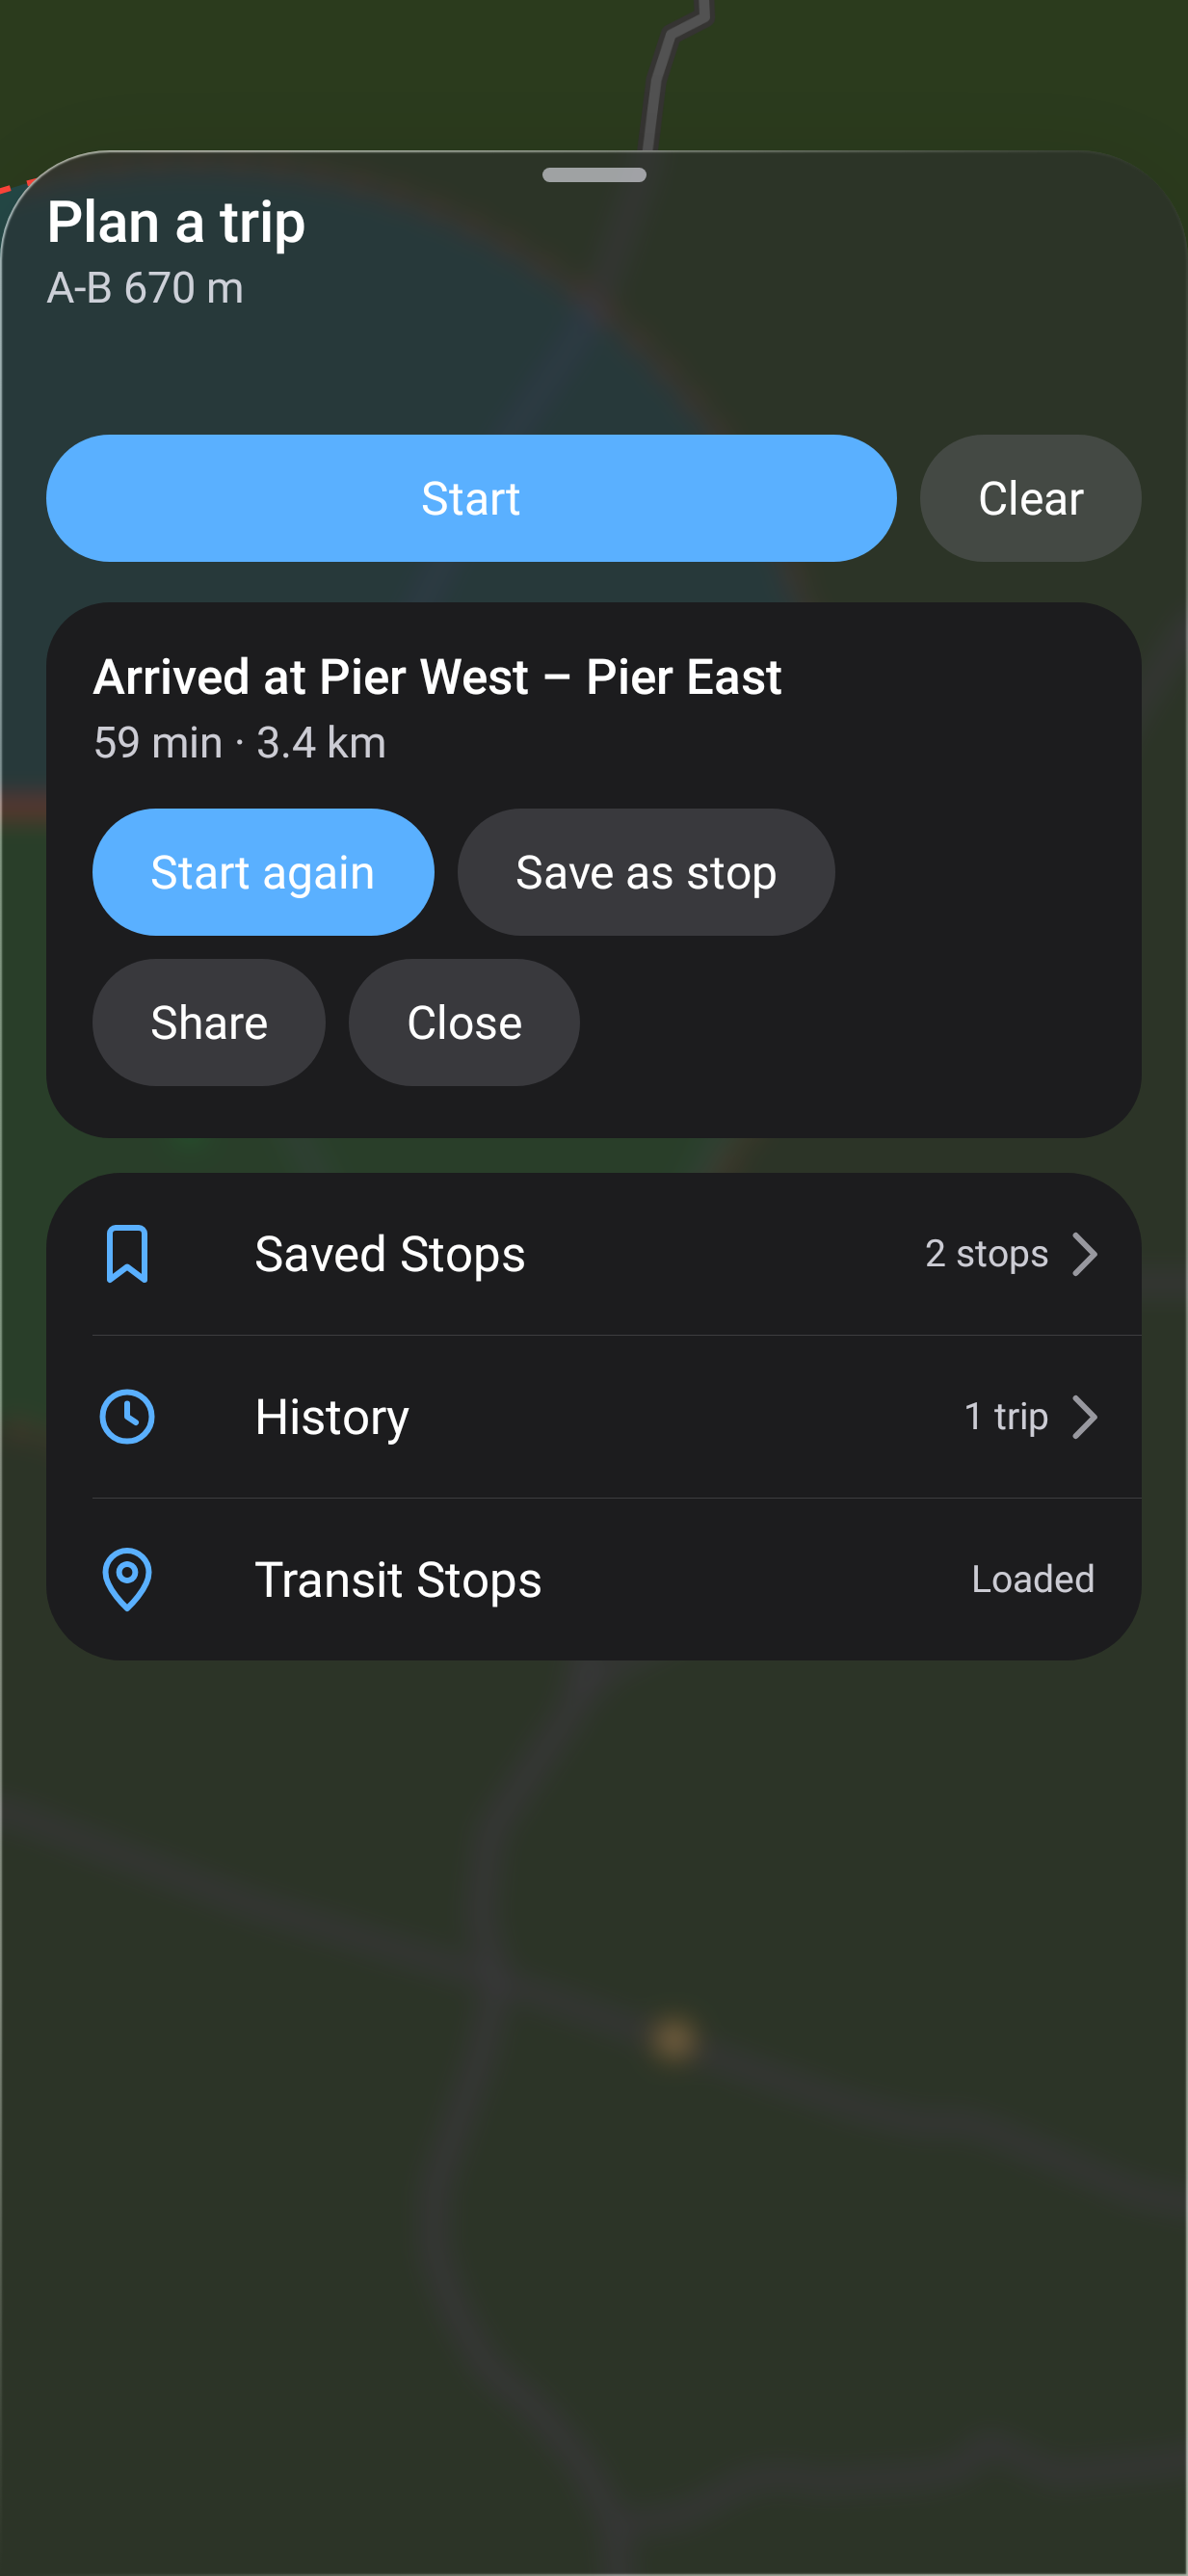 Plan a trip
A-B 670 m
Start
Clear
Arrived at Pier West – Pier East
59 min · 3.4 km
Start again
Save as stop
Share
Close
Saved Stops
2 stops
History
1 trip
Transit Stops
Loaded